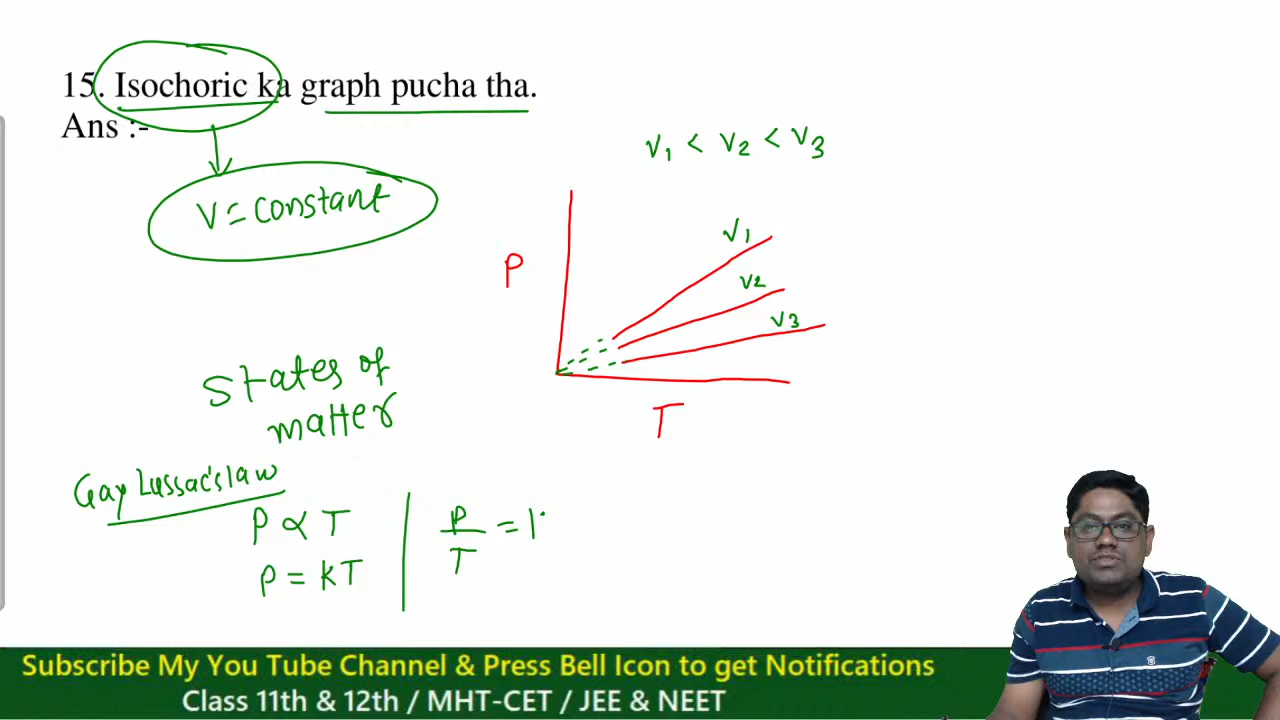 15. Isochoric ka graph pucha tha.
Ans :-
V = constant
V1 < V2 < V3
P
V1
V2
V3
T
States of
matter
Gay Lussac's law
P ∝ T
P = KT
P/T =
Subscribe My You Tube Channel & Press Bell Icon to get Notifications
Class 11th & 12th / MHT-CET / JEE & NEET